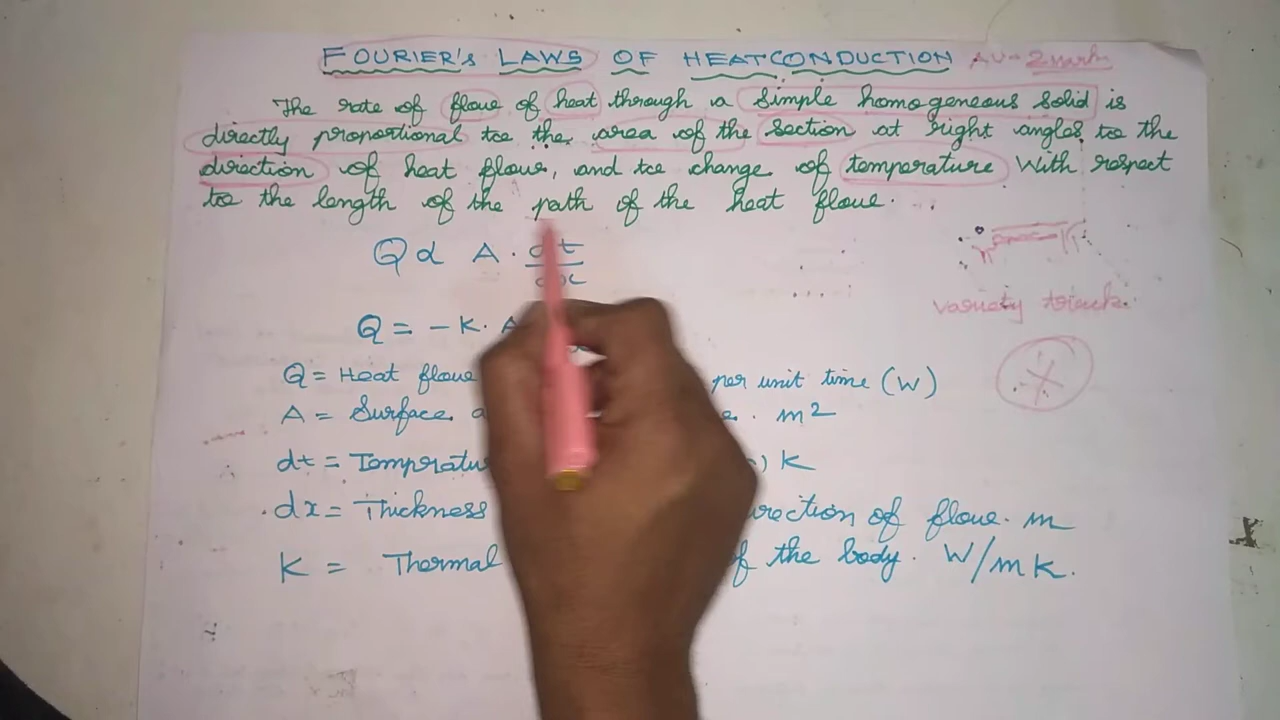 FOURIER'S LAWS OF HEATCONDUCTION AU-2mark
The rate of flow of heat through a simple homogeneous solid is
directly proportional to the area of the section at right angles to the
direction of heat flow, and to change of temperature With respect
to the length of the path of the heat flow.
Q α A. dt/dx
Q = -K. A
Q = Heat flow per unit time (W)
A = Surface m²
dt = K
dx = Thickness direction of flow. m
K = Thermal of the body. W/mK.